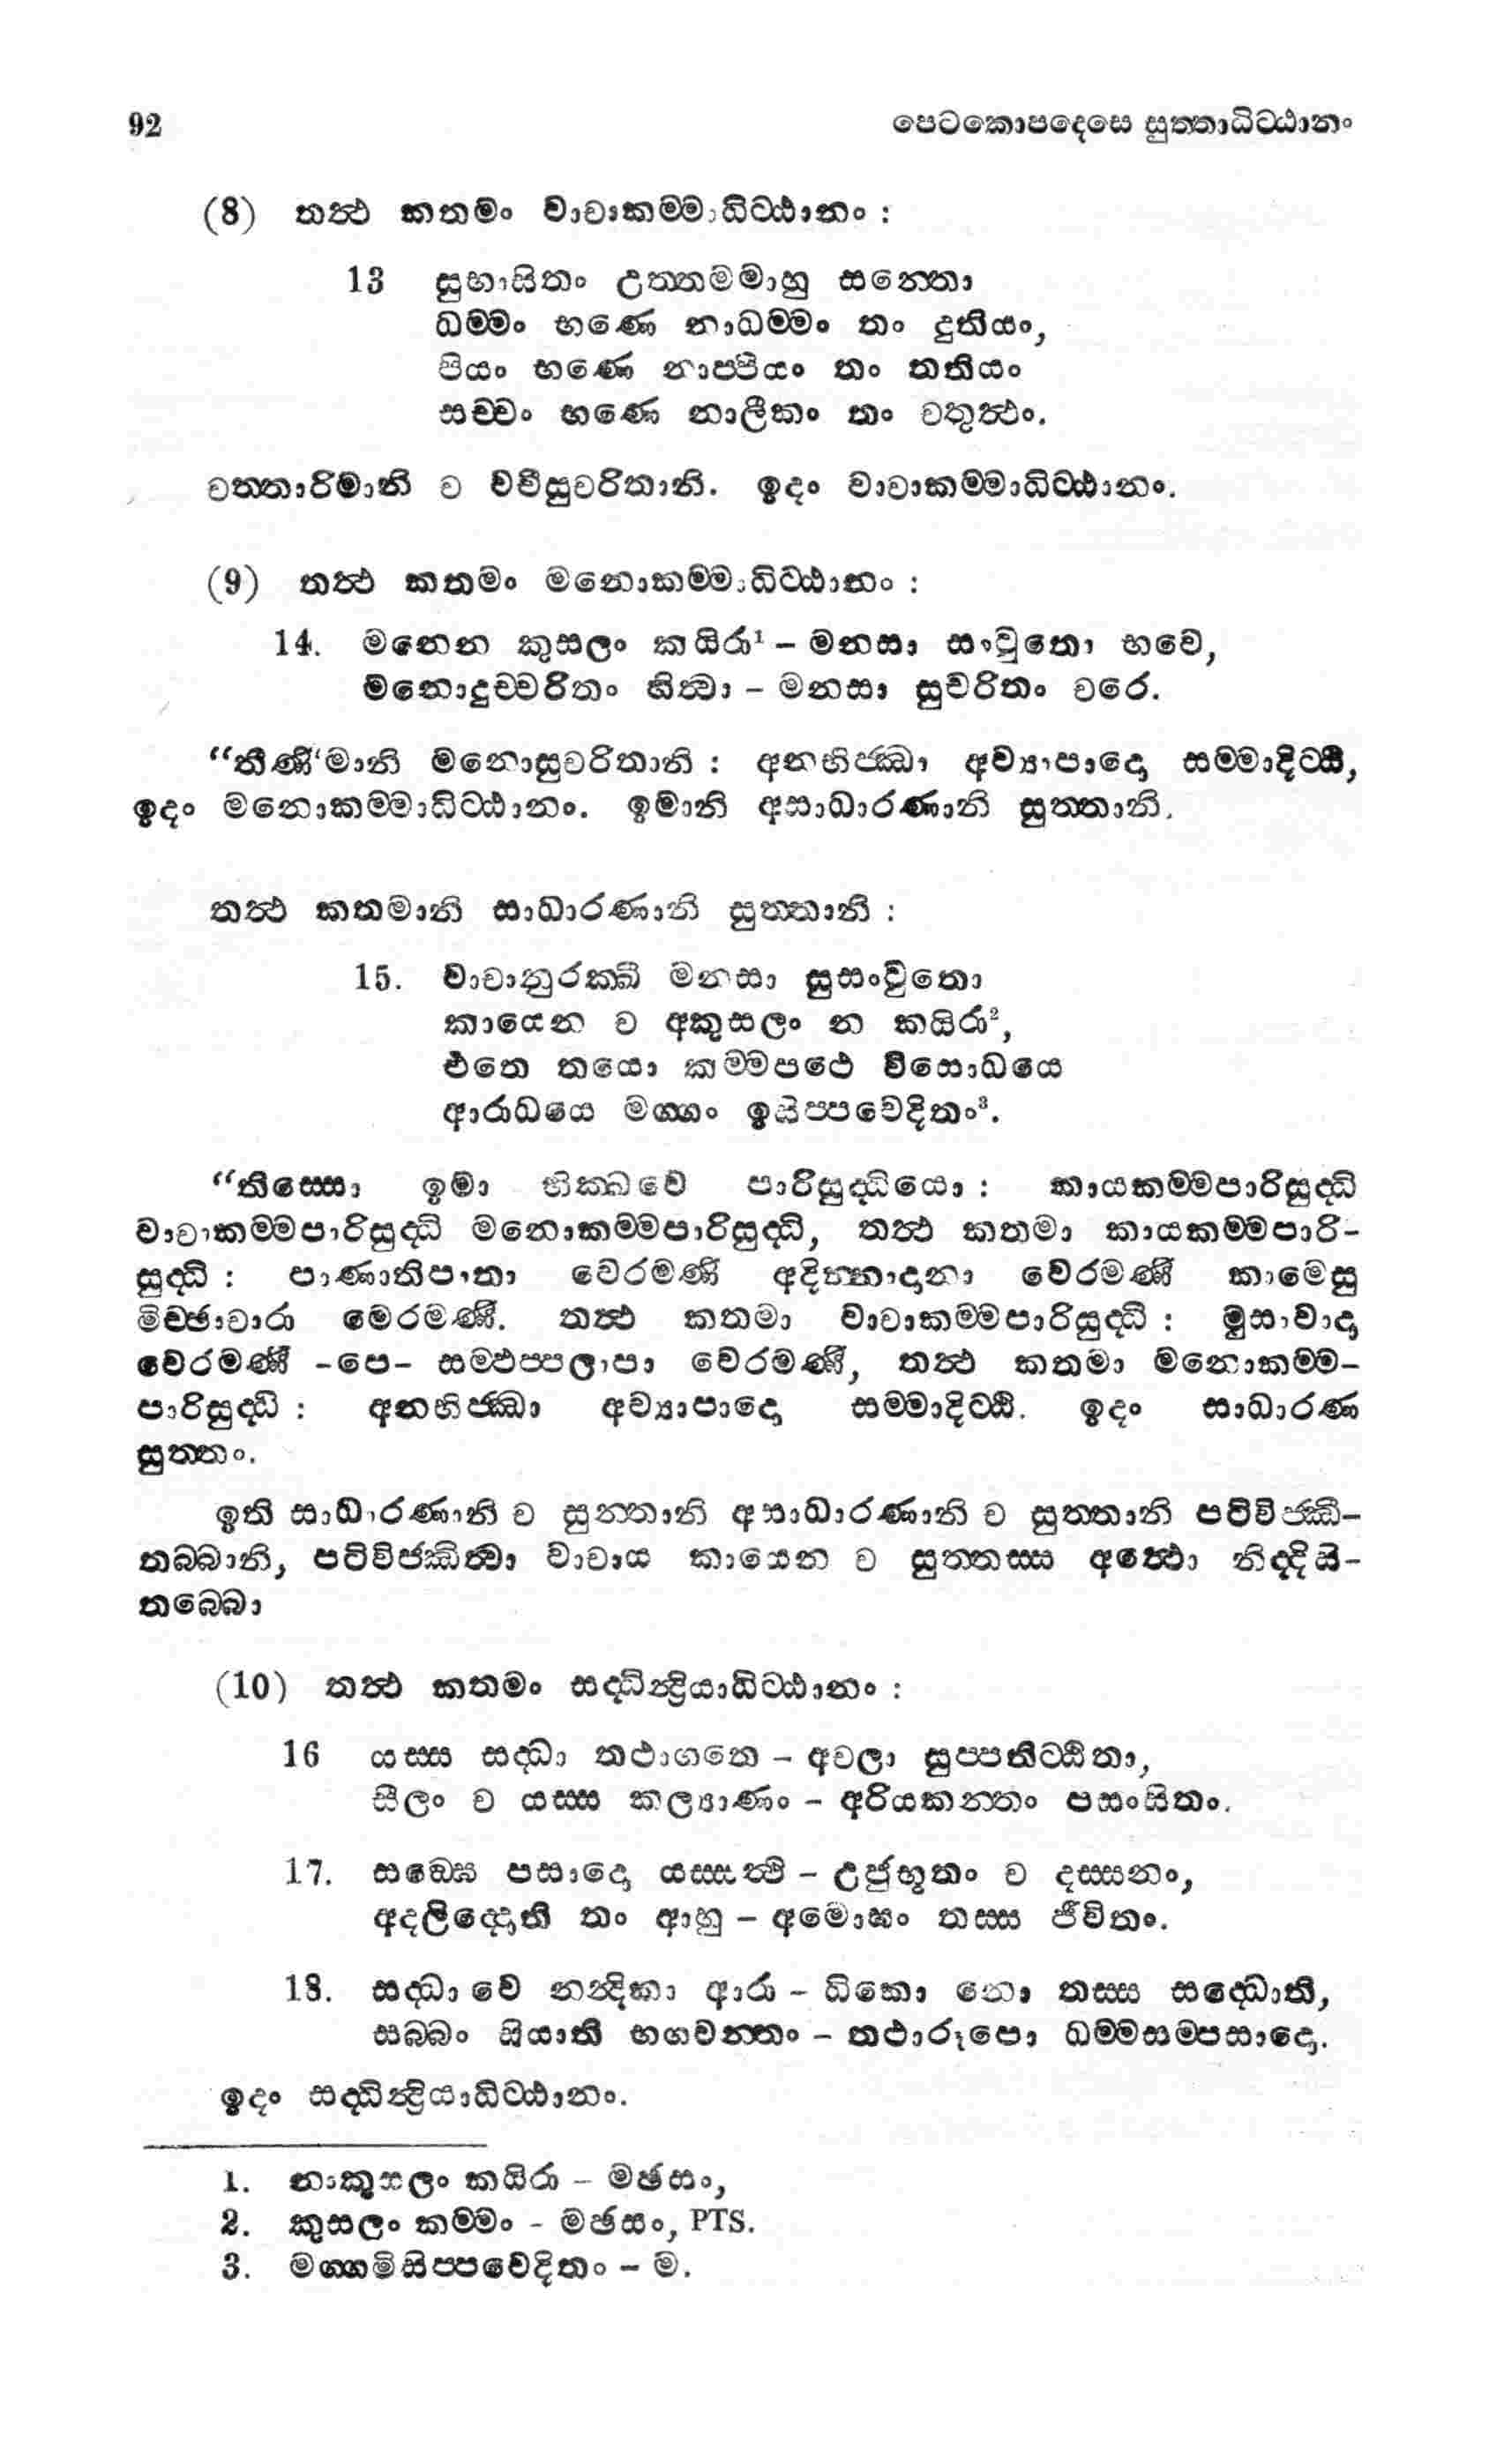 92 පෙටකොපදෙසෙ සුත්තාධිට්ඨානං
(8) තත්ථ කතමං වාචාකම්මාධිට්ඨානං :
13 සුභාසිතං උත්තමමාහු සන්තො
ධම්මං භණෙ නාධම්මං තං දුතියං,
පියං භණෙ නාප්පියං තං තතියං
සච්චං භණෙ නාලීකං තං චතුත්ථං.
චත්තාරිමානි ච වචීසුචරිතානි. ඉදං වාචාකම්මාධිට්ඨානං.
(9) තත්ථ කතමං මනොකම්මාධිට්ඨානං :
14. මනෙන කුසලං කයිරා¹ – මනසා සංවුතො භවෙ,
මනොදුච්චරිතං හිත්වා – මනසා සුචරිතං චරෙ.
“තීණි‘මානි මනොසුචරිතානි : අනභිජ්ඣා අව්‍යාපාදො සම්මාදිට්ඨි,
ඉදං මනොකම්මාධිට්ඨානං. ඉමානි අසාධාරණානි සුත්තානි.
තත්ථ කතමානි සාධාරණානි සුත්තානි :
15. වාචානුරක්ඛී මනසා සුසංවුතො
කායෙන ච අකුසලං න කයිරා²,
එතෙ තයො කම්මපථෙ විසොධයෙ
ආරාධයෙ මග්ගං ඉසිප්පවෙදිතං³.
“තිස්සො ඉමා භික්ඛවෙ පාරිසුද්ධියො : කායකම්මපාරිසුද්ධි
වාචාකම්මපාරිසුද්ධි මනොකම්මපාරිසුද්ධි, තත්ථ කතමා කායකම්මපාරි-
සුද්ධි : පාණාතිපාතා වෙරමණී අදින්නාදානා වෙරමණී කාමෙසු
මිච්ඡාචාරා මෙරමණී. තත්ථ කතමා වාචාකම්මපාරිසුද්ධි : මුසාවාදා
වෙරමණී –පෙ– සම්ඵප්පලාපා වෙරමණී, තත්ථ කතමා මනොකම්ම-
පාරිසුද්ධි : අනභිජ්ඣා අව්‍යාපාදො සම්මාදිට්ඨි. ඉදං සාධාරණ
සුත්තං.
ඉති සාධාරණානි ච සුත්තානි අසාධාරණානි ච සුත්තානි පටිවිජ්ඣි-
තබ්බානි, පටිවිජ්ඣිත්වා වාචාය කායෙන ච සුත්තස්ස අත්ථො නිද්දිසි-
තබ්බො
(10) තත්ථ කතමං සද්ධින්ද්‍රියාධිට්ඨානං :
16 යස්ස සද්ධා තථාගතෙ – අචලා සුප්පතිට්ඨිතා,
සීලං ච යස්ස කල්‍යාණං – අරියකන්තං පසංසිතං.
17. සඞ්ඝෙ පසාදො යස්සත්ථි – උජුභූතං ච දස්සනං,
අදලිද්දොති තං ආහු – අමොඝං තස්ස ජීවිතං.
18. සද්ධා වෙ නන්දිකා ආරා – ධිකො නො තස්ස සද්ධොති,
සබ්බං සියාති භගවන්තං – තථාරූපො ධම්මසම්පසාදො.
ඉදං සද්ධින්ද්‍රියාධිට්ඨානං.
1. නාකුසලං කයිරා – මඡසං,
2. කුසලං කම්මං – මඡසං, PTS.
3. මග්ගමිසිප්පවෙදිතං – ම.